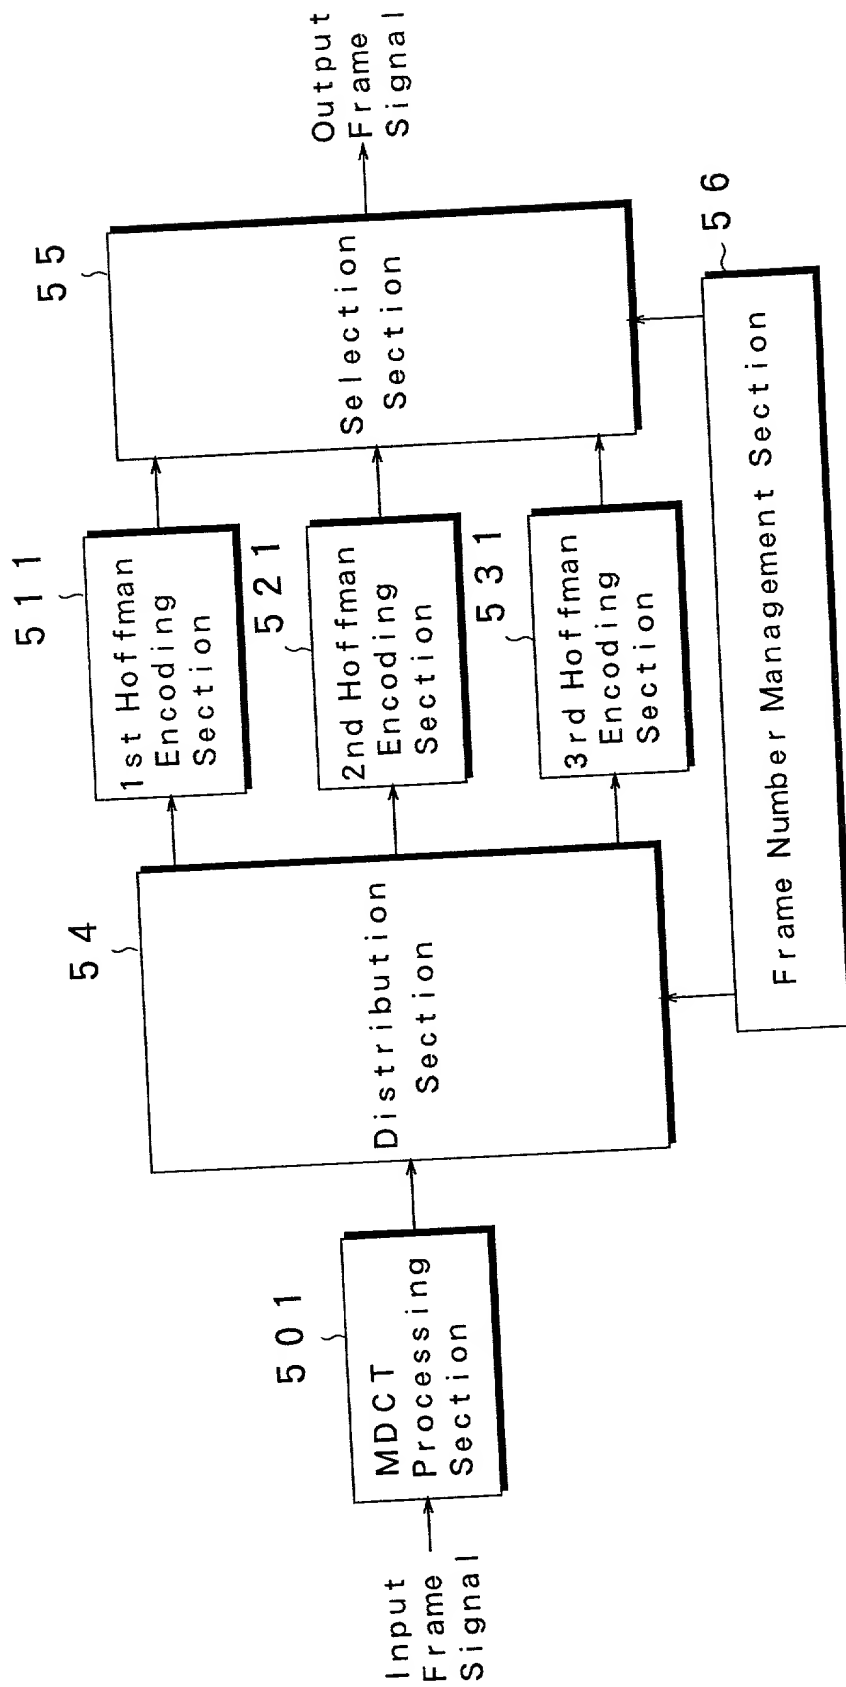 Input
Frame
Signal
501
MDCT
Processing
Section
54
Distribution
Section
511
1st Hoffman
Encoding
Section
521
2nd Hoffman
Encoding
Section
531
3rd Hoffman
Encoding
Section
55
Selection
Section
Output
Frame
Signal
56
Frame Number Management Section